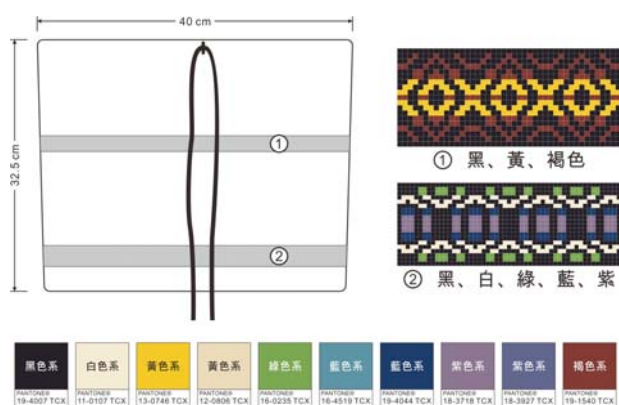 40 cm
32.5 cm
①
②
① 黑、黃、褐色
② 黑、白、綠、藍、紫
黑色系
白色系
黃色系
黃色系
綠色系
藍色系
藍色系
紫色系
紫色系
褐色系
PANTONE®
19-4007 TCX
PANTONE®
11-0107 TCX
PANTONE®
13-0746 TCX
PANTONE®
12-0806 TCX
PANTONE®
16-0235 TCX
PANTONE®
16-4519 TCX
PANTONE®
19-4044 TCX
PANTONE®
18-3718 TCX
PANTONE®
18-3927 TCX
PANTONE®
19-1540 TCX